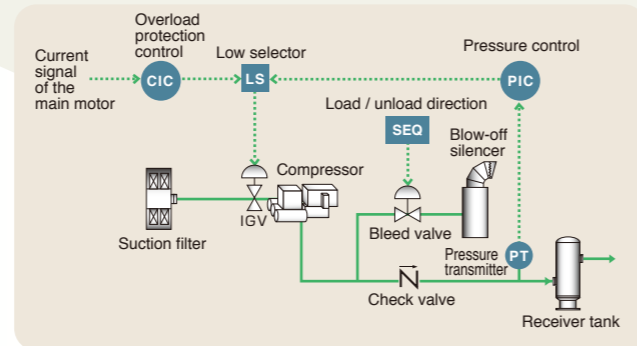 Overload
protection
control
Low selector
Pressure control
Current
signal
of the
main motor
CIC
LS
PIC
Load / unload direction
SEQ
Blow-off
silencer
Compressor
IGV
Suction filter
Bleed valve
Pressure
transmitter
PT
Check valve
Receiver tank